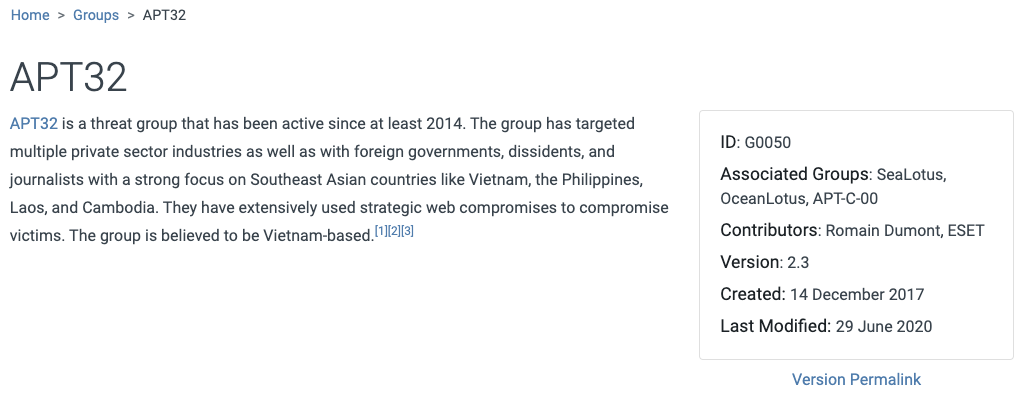 Home > Groups > APT32
APT32
APT32 is a threat group that has been active since at least 2014. The group has targeted
multiple private sector industries as well as with foreign governments, dissidents, and
journalists with a strong focus on Southeast Asian countries like Vietnam, the Philippines,
Laos, and Cambodia. They have extensively used strategic web compromises to compromise
victims. The group is believed to be Vietnam-based.[1][2][3]
ID: G0050
Associated Groups: SeaLotus,
OceanLotus, APT-C-00
Contributors: Romain Dumont, ESET
Version: 2.3
Created: 14 December 2017
Last Modified: 29 June 2020
Version Permalink